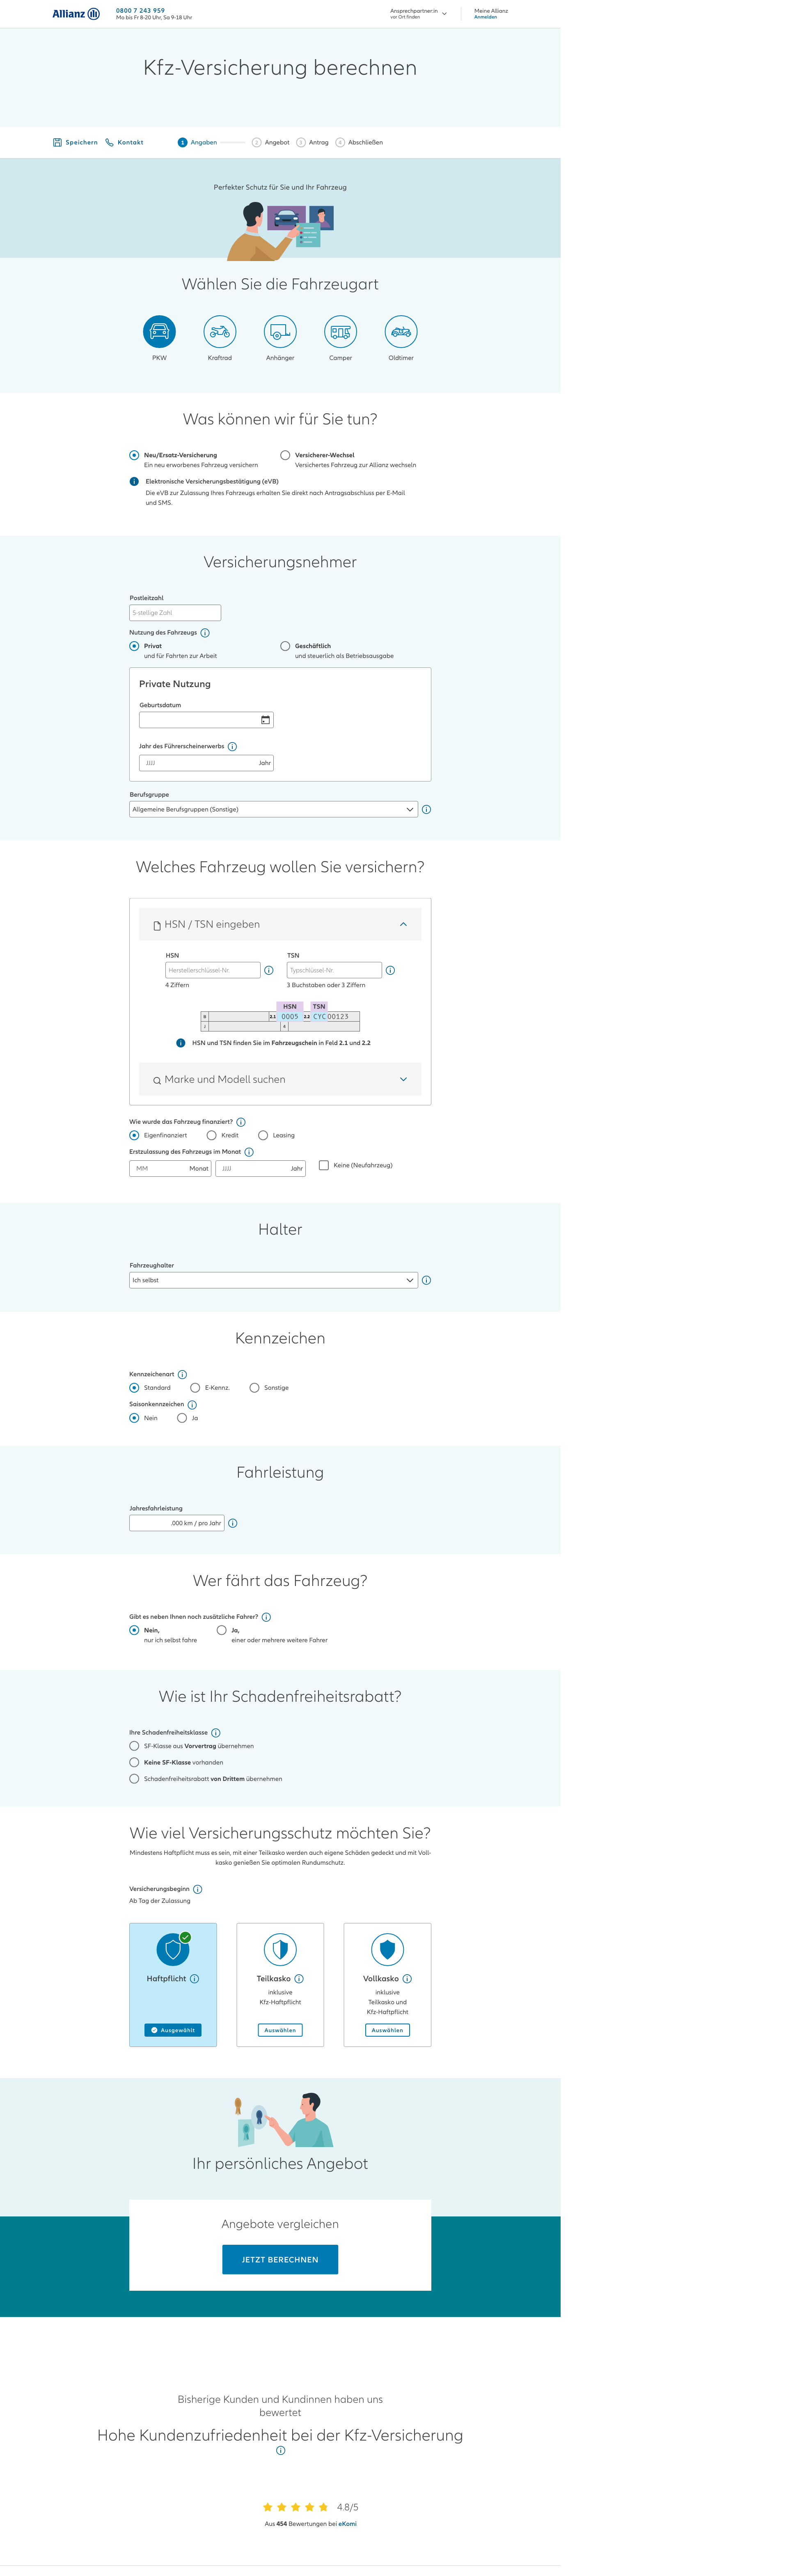 Allianz
0800 7 243 959
Mo bis Fr 8-20 Uhr, Sa 9-18 Uhr
Ansprechpartner:in
vor Ort finden
Meine Allianz
Anmelden
Kfz-Versicherung berechnen
Speichern
Kontakt
1 Angaben
2 Angebot
3 Antrag
4 Abschließen
Perfekter Schutz für Sie und Ihr Fahrzeug
Wählen Sie die Fahrzeugart
PKW
Kraftrad
Anhänger
Camper
Oldtimer
Was können wir für Sie tun?
Neu/Ersatz-Versicherung
Ein neu erworbenes Fahrzeug versichern
Versicherer-Wechsel
Versichertes Fahrzeug zur Allianz wechseln
Elektronische Versicherungsbestätigung (eVB)
Die eVB zur Zulassung Ihres Fahrzeugs erhalten Sie direkt nach Antragsabschluss per E-Mail
und SMS.
Versicherungsnehmer
Postleitzahl
5-stellige Zahl
Nutzung des Fahrzeugs
Privat
und für Fahrten zur Arbeit
Geschäftlich
und steuerlich als Betriebsausgabe
Private Nutzung
Geburtsdatum
Jahr des Führerscheinerwerbs
JJJJ
Jahr
Berufsgruppe
Allgemeine Berufsgruppen (Sonstige)
Welches Fahrzeug wollen Sie versichern?
HSN / TSN eingeben
HSN
TSN
Herstellerschlüssel-Nr.
Typschlüssel-Nr.
4 Ziffern
3 Buchstaben oder 3 Ziffern
HSN
TSN
B
2.1
0005
2.2
CYC00123
J
4
HSN und TSN finden Sie im Fahrzeugschein in Feld 2.1 und 2.2
Marke und Modell suchen
Wie wurde das Fahrzeug finanziert?
Eigenfinanziert
Kredit
Leasing
Erstzulassung des Fahrzeugs im Monat
MM
Monat
JJJJ
Jahr
Keine (Neufahrzeug)
Halter
Fahrzeughalter
Ich selbst
Kennzeichen
Kennzeichenart
Standard
E-Kennz.
Sonstige
Saisonkennzeichen
Nein
Ja
Fahrleistung
Jahresfahrleistung
.000 km / pro Jahr
Wer fährt das Fahrzeug?
Gibt es neben Ihnen noch zusätzliche Fahrer?
Nein,
nur ich selbst fahre
Ja,
einer oder mehrere weitere Fahrer
Wie ist Ihr Schadenfreiheitsrabatt?
Ihre Schadenfreiheitsklasse
SF-Klasse aus Vorvertrag übernehmen
Keine SF-Klasse vorhanden
Schadenfreiheitsrabatt von Drittem übernehmen
Wie viel Versicherungsschutz möchten Sie?
Mindestens Haftpflicht muss es sein, mit einer Teilkasko werden auch eigene Schäden gedeckt und mit Voll-
kasko genießen Sie optimalen Rundumschutz.
Versicherungsbeginn
Ab Tag der Zulassung
Haftpflicht
Ausgewählt
Teilkasko
inklusive
Kfz-Haftpflicht
Auswählen
Vollkasko
inklusive
Teilkasko und
Kfz-Haftpflicht
Auswählen
Ihr persönliches Angebot
Angebote vergleichen
JETZT BERECHNEN
Bisherige Kunden und Kundinnen haben uns
bewertet
Hohe Kundenzufriedenheit bei der Kfz-Versicherung
4.8/5
Aus 454 Bewertungen bei eKomi